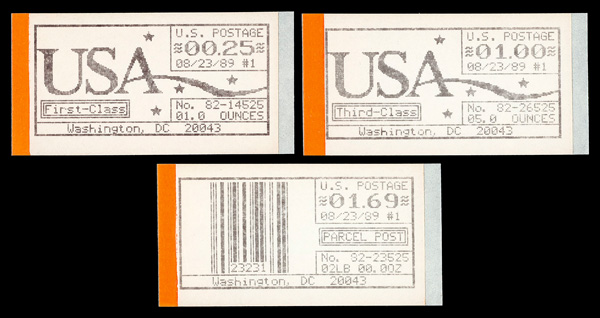 U.S. POSTAGE
USA
≈00.25≈
08/23/89 #1
First-Class
No. 82-14525
01.0 OUNCES
Washington, DC 20043
U.S. POSTAGE
USA
≈01.00≈
08/23/89 #1
Third-Class
No. 82-26525
05.0 OUNCES
Washington, DC 20043
U.S. POSTAGE
≈01.69≈
08/23/89 #1
PARCEL POST
23231
No. 82-23525
02LB 00.0OZ
Washington, DC 20043